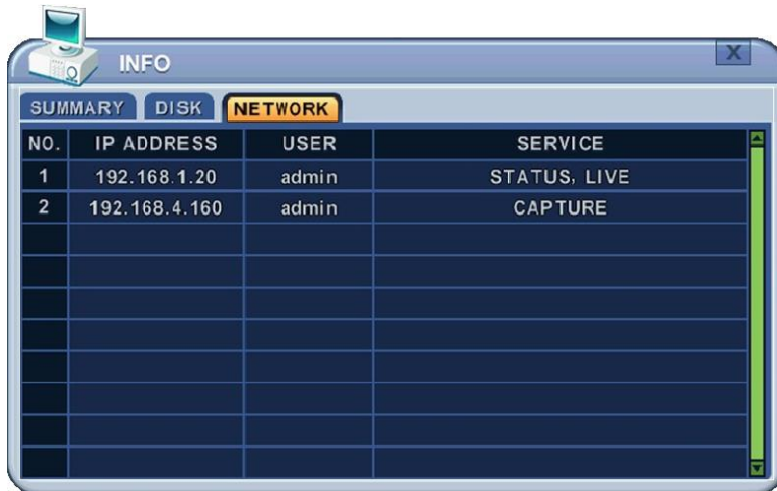 INFO X
SUMMARY DISK NETWORK
NO. IP ADDRESS USER SERVICE
1 192.168.1.20 admin STATUS, LIVE
2 192.168.4.160 admin CAPTURE